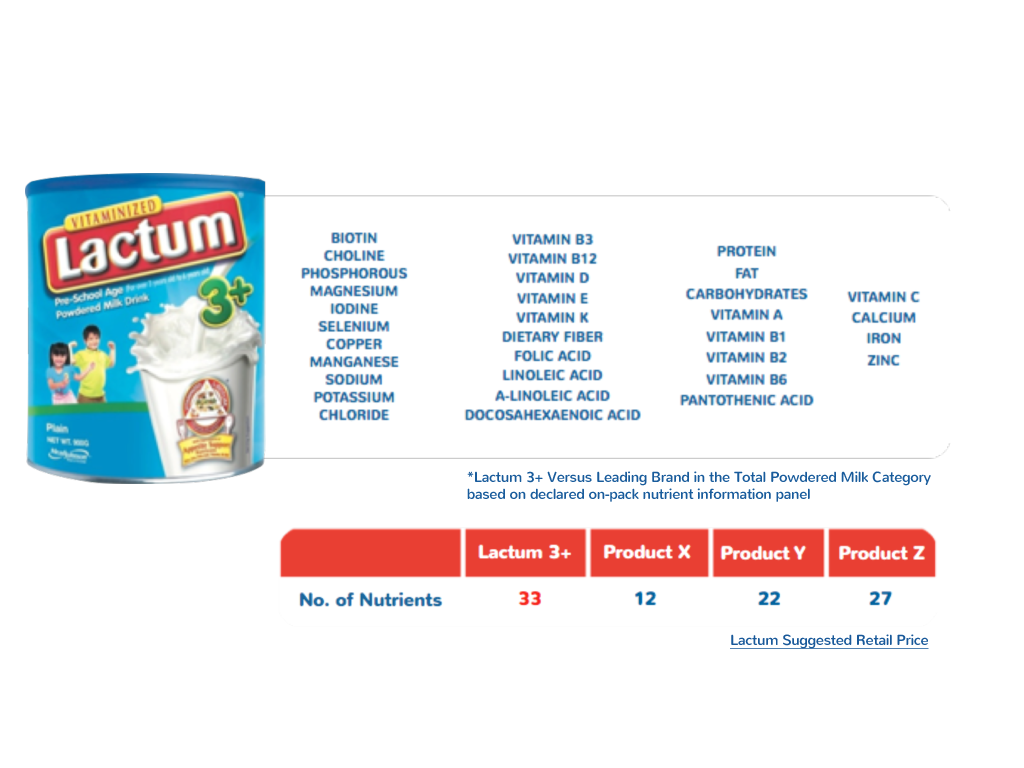 VITAMINIZED
Lactum
Pre-School Age
Powdered Milk Drink
3+
Plain
NET WT. 900G
BIOTIN
CHOLINE
PHOSPHOROUS
MAGNESIUM
IODINE
SELENIUM
COPPER
MANGANESE
SODIUM
POTASSIUM
CHLORIDE
VITAMIN B3
VITAMIN B12
VITAMIN D
VITAMIN E
VITAMIN K
DIETARY FIBER
FOLIC ACID
LINOLEIC ACID
A-LINOLEIC ACID
DOCOSAHEXAENOIC ACID
PROTEIN
FAT
CARBOHYDRATES
VITAMIN A
VITAMIN B1
VITAMIN B2
VITAMIN B6
PANTOTHENIC ACID
VITAMIN C
CALCIUM
IRON
ZINC
*Lactum 3+ Versus Leading Brand in the Total Powdered Milk Category
based on declared on-pack nutrient information panel
Lactum 3+ Product X Product Y Product Z
No. of Nutrients 33 12 22 27
Lactum Suggested Retail Price